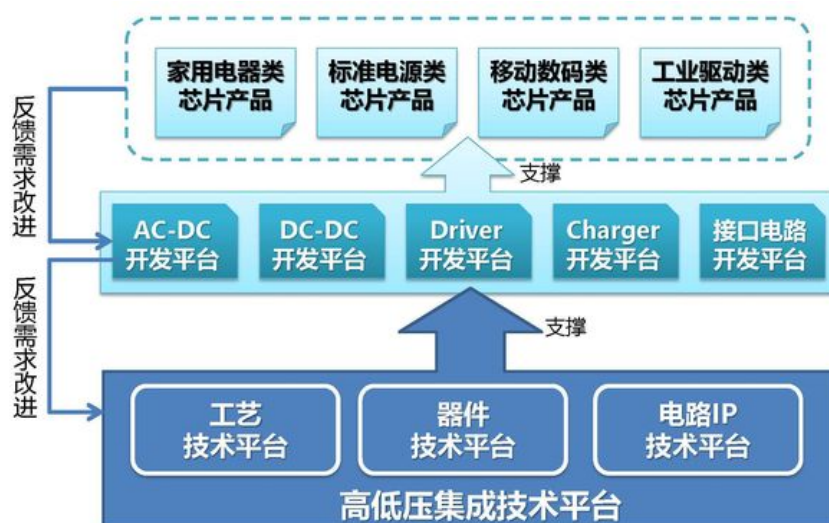 家用电器类
芯片产品
标准电源类
芯片产品
移动数码类
芯片产品
工业驱动类
芯片产品
反馈需求改进
支撑
AC-DC
开发平台
DC-DC
开发平台
Driver
开发平台
Charger
开发平台
接口电路
开发平台
反馈需求改进
支撑
工艺
技术平台
器件
技术平台
电路IP
技术平台
高低压集成技术平台